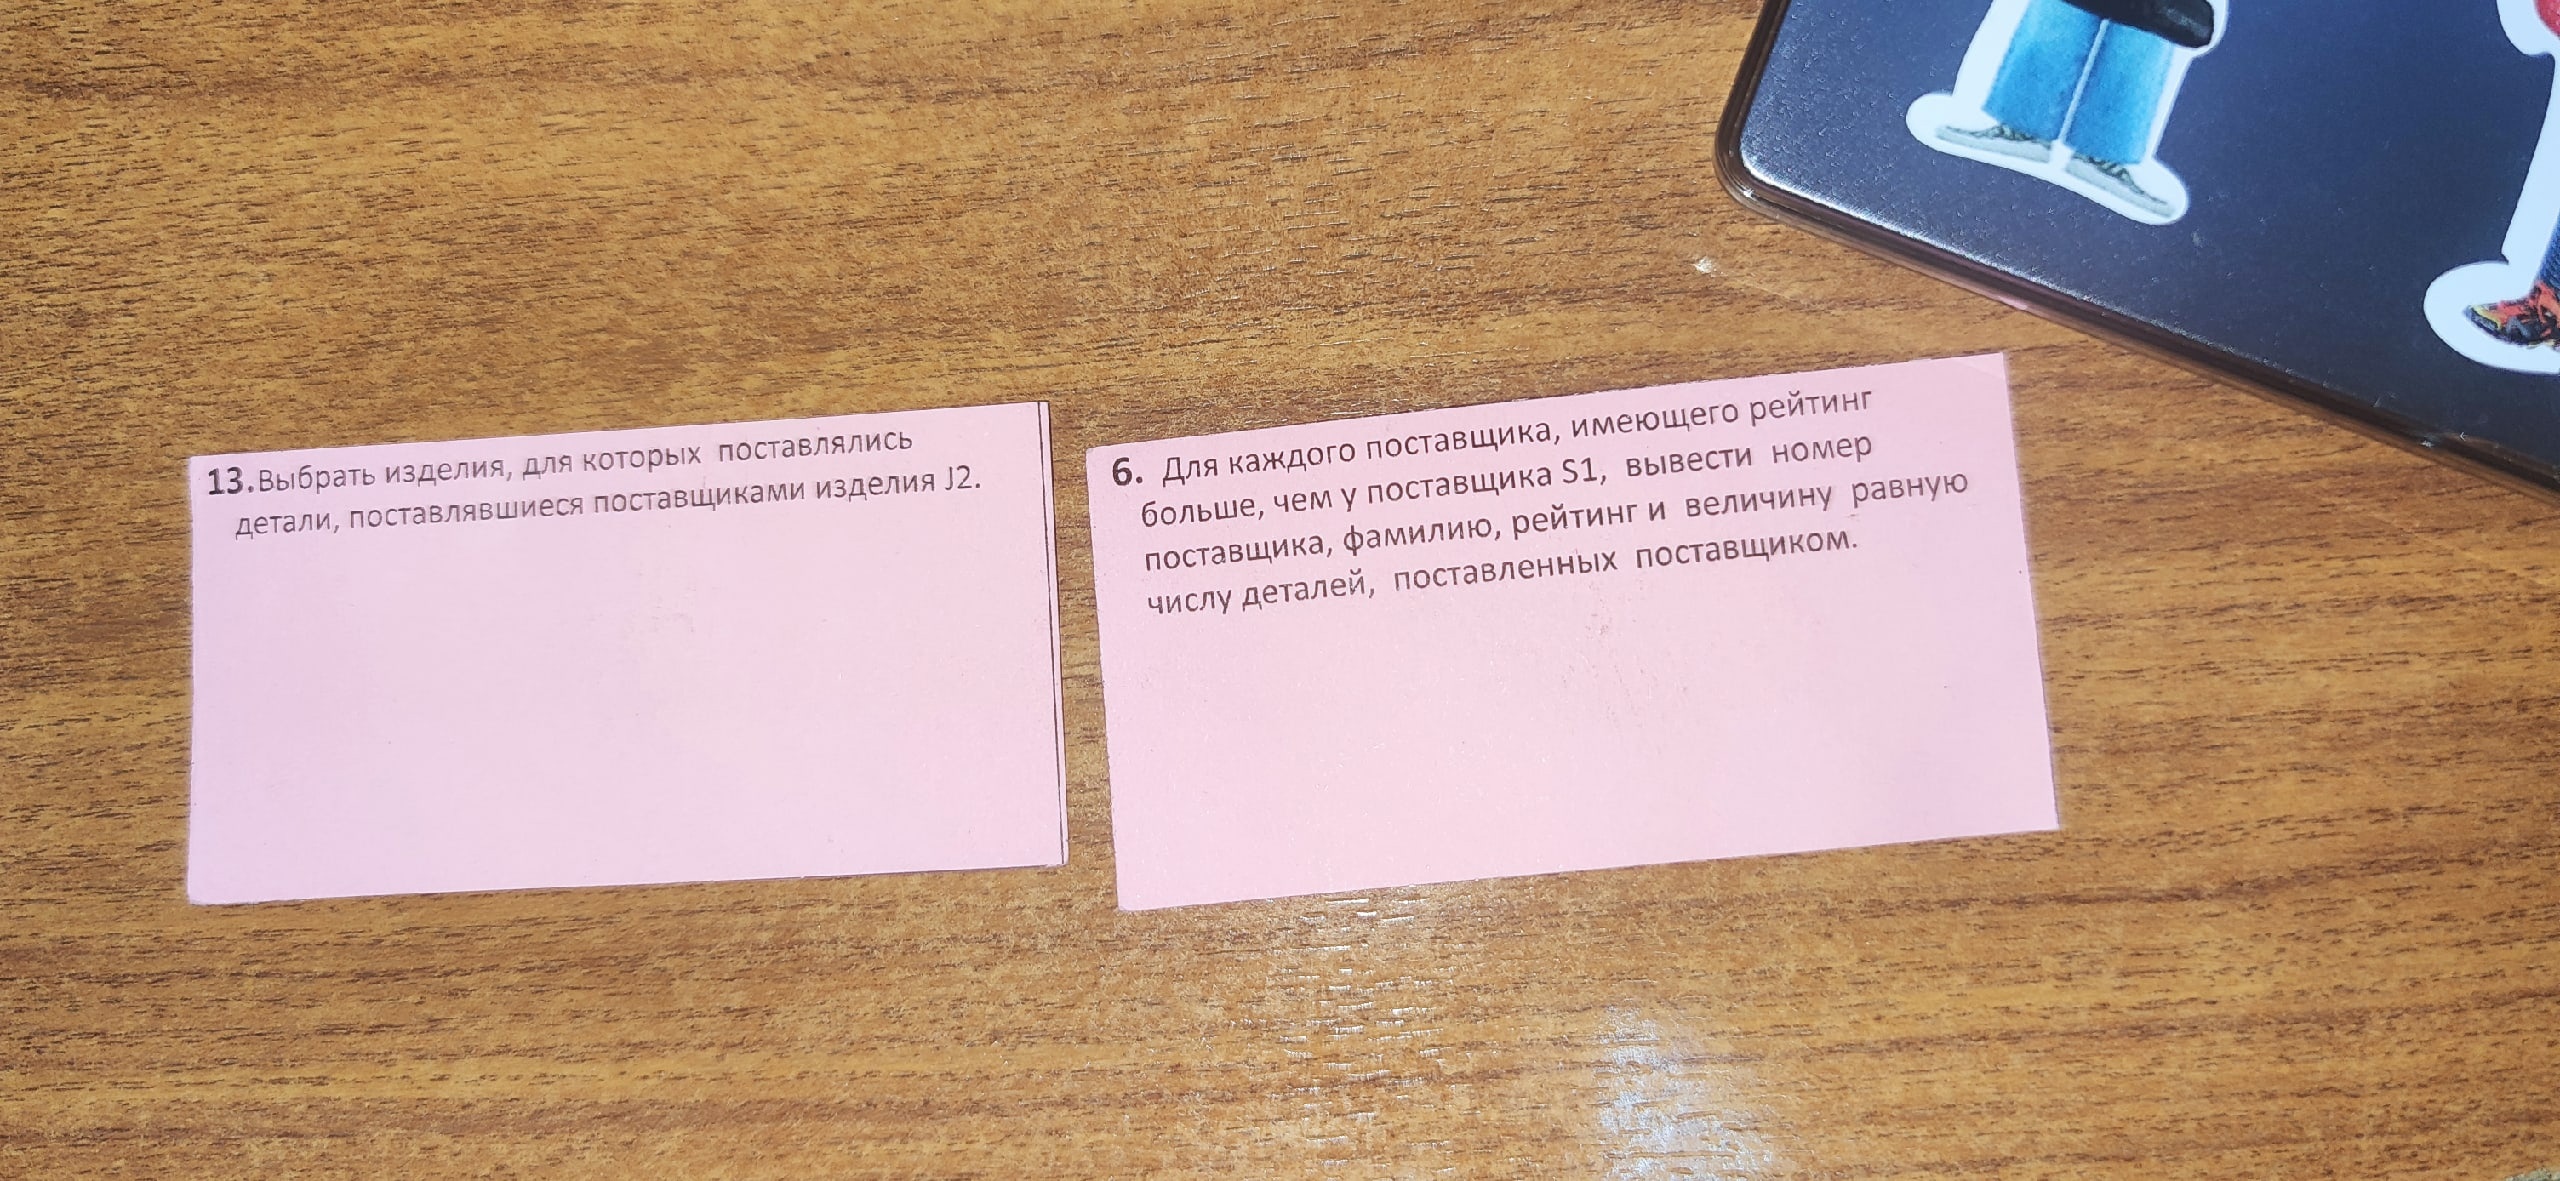 13.Выбрать изделия, для которых поставлялись
детали, поставлявшиеся поставщиками изделия J2.
6. Для каждого поставщика, имеющего рейтинг
больше, чем у поставщика S1, вывести номер
поставщика, фамилию, рейтинг и величину равную
числу деталей, поставленных поставщиком.